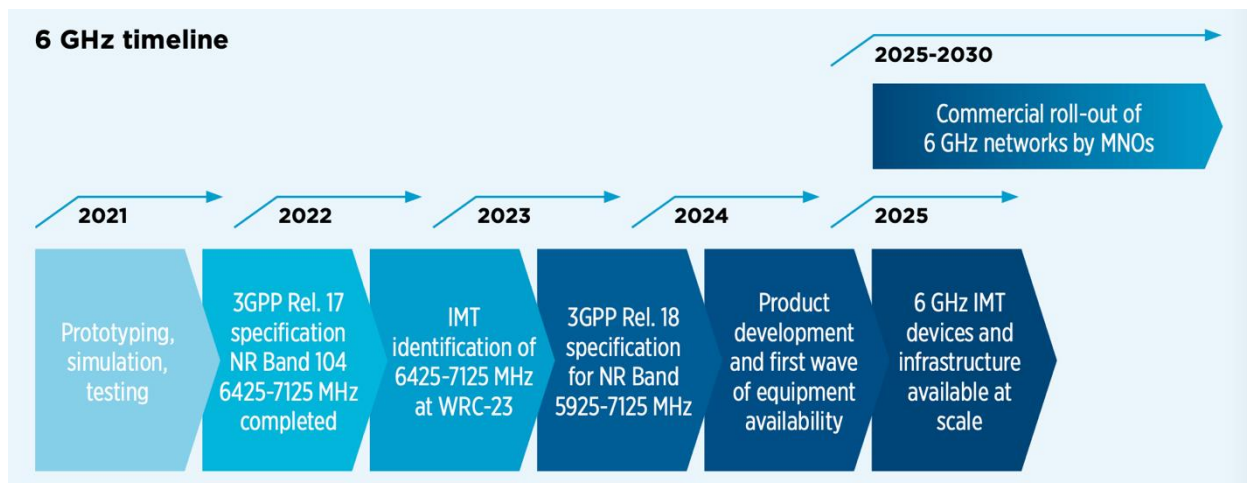 6 GHz timeline
2025-2030
Commercial roll-out of
6 GHz networks by MNOs
2021
2022
2023
2024
2025
Prototyping,
simulation,
testing
3GPP Rel. 17
specification
NR Band 104
6425-7125 MHz
completed
IMT
identification of
6425-7125 MHz
at WRC-23
3GPP Rel. 18
specification
for NR Band
5925-7125 MHz
Product
development
and first wave
of equipment
availability
6 GHz IMT
devices and
infrastructure
available at
scale